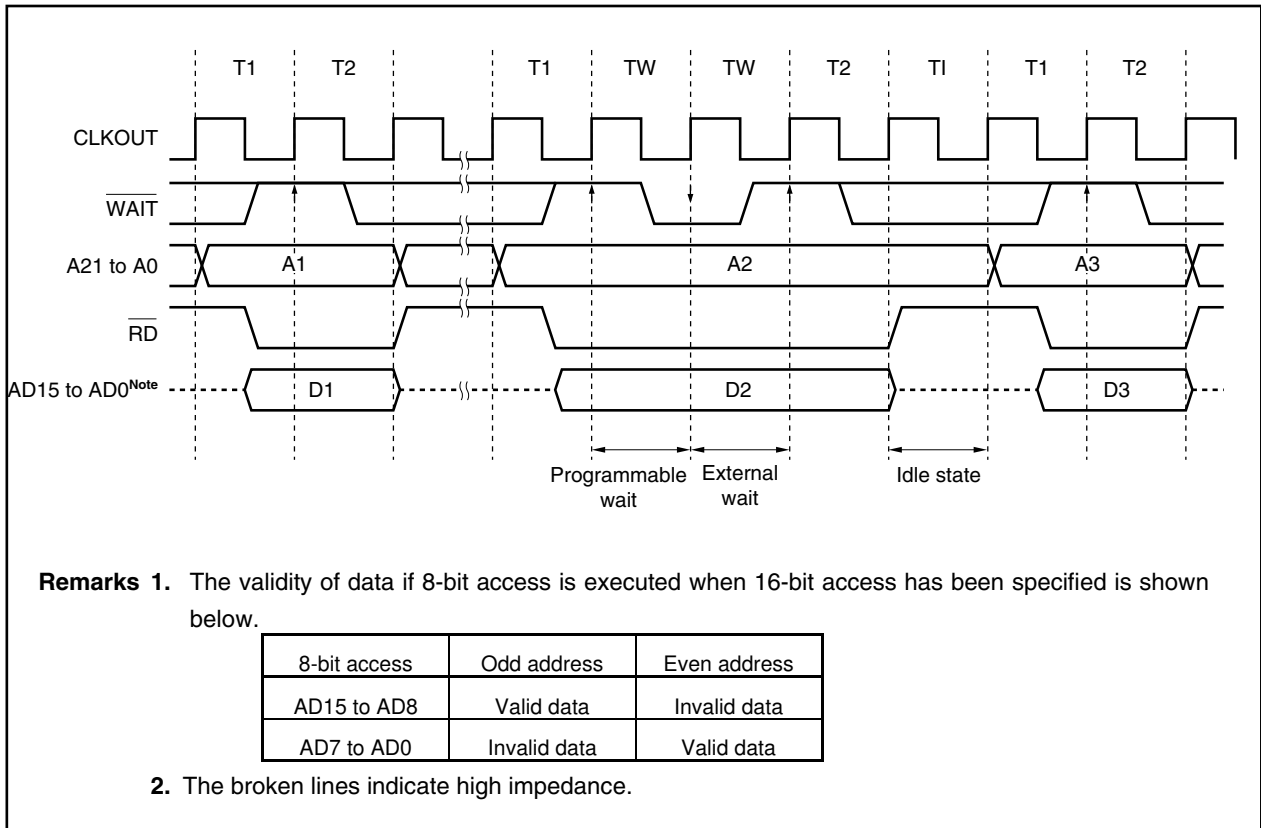 T1 T2 T1 TW TW T2 TI T1 T2
CLKOUT
WAIT
A21 to A0 A1 A2 A3
RD
AD15 to AD0Note D1 D2 D3
Programmable wait External wait Idle state
Remarks 1. The validity of data if 8-bit access is executed when 16-bit access has been specified is shown
below.
8-bit access Odd address Even address
AD15 to AD8 Valid data Invalid data
AD7 to AD0 Invalid data Valid data
2. The broken lines indicate high impedance.